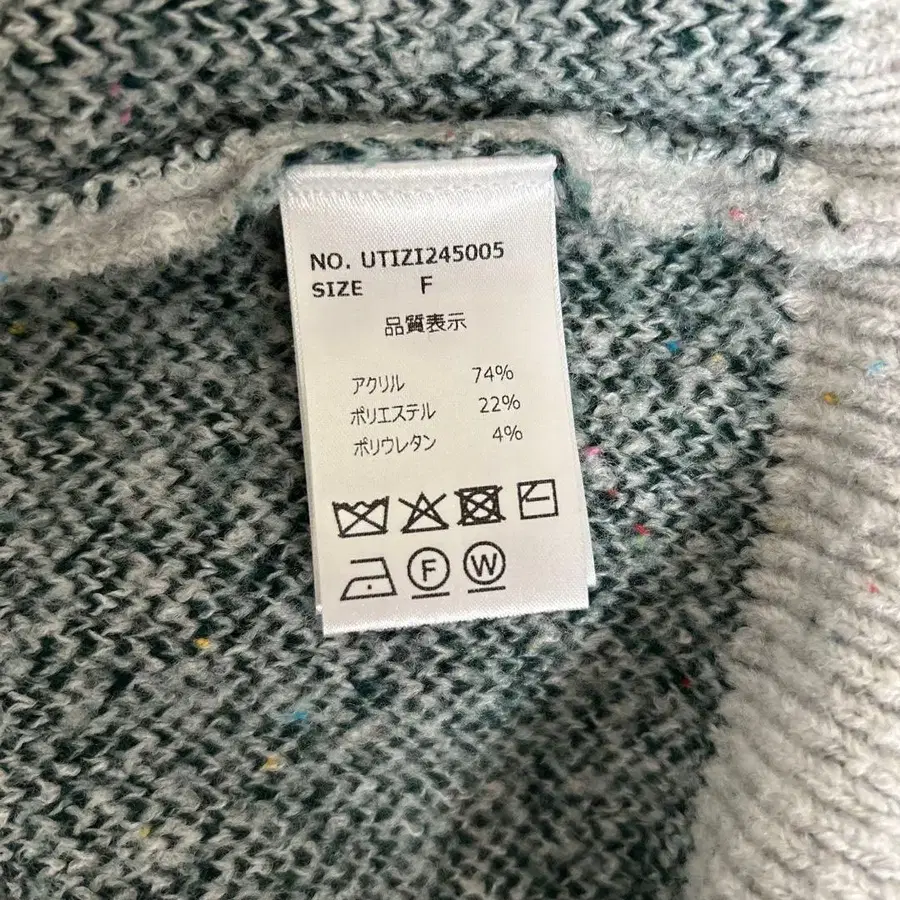 NO. UTIZI245005
SIZE F
品質表示
アクリル 74%
ポリエステル 22%
ポリウレタン 4%
F W